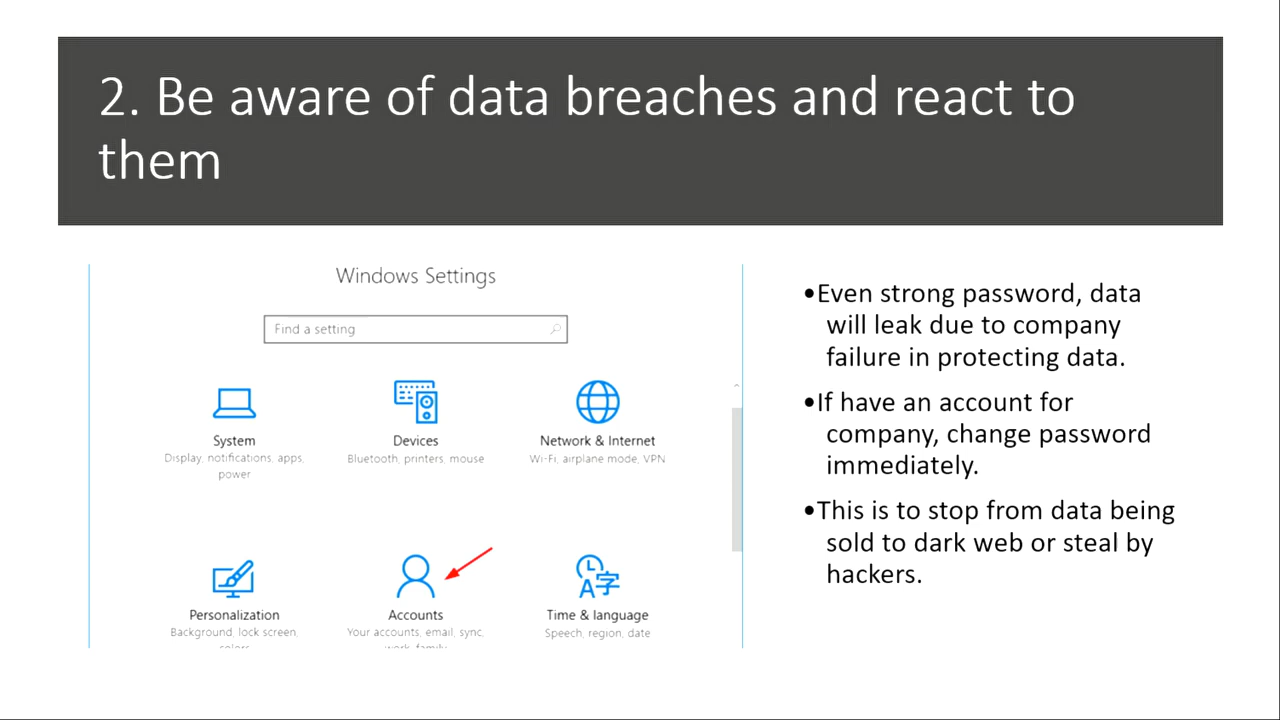 2. Be aware of data breaches and react to
them
Windows Settings
Find a setting
System
Display, notifications, apps,
power
Devices
Bluetooth, printers, mouse
Network & Internet
Wi-Fi, airplane mode, VPN
Personalization
Background, lock screen,
colors
Accounts
Your accounts, email, sync,
work, family
Time & language
Speech, region, date
•Even strong password, data
will leak due to company
failure in protecting data.
•If have an account for
company, change password
immediately.
•This is to stop from data being
sold to dark web or steal by
hackers.